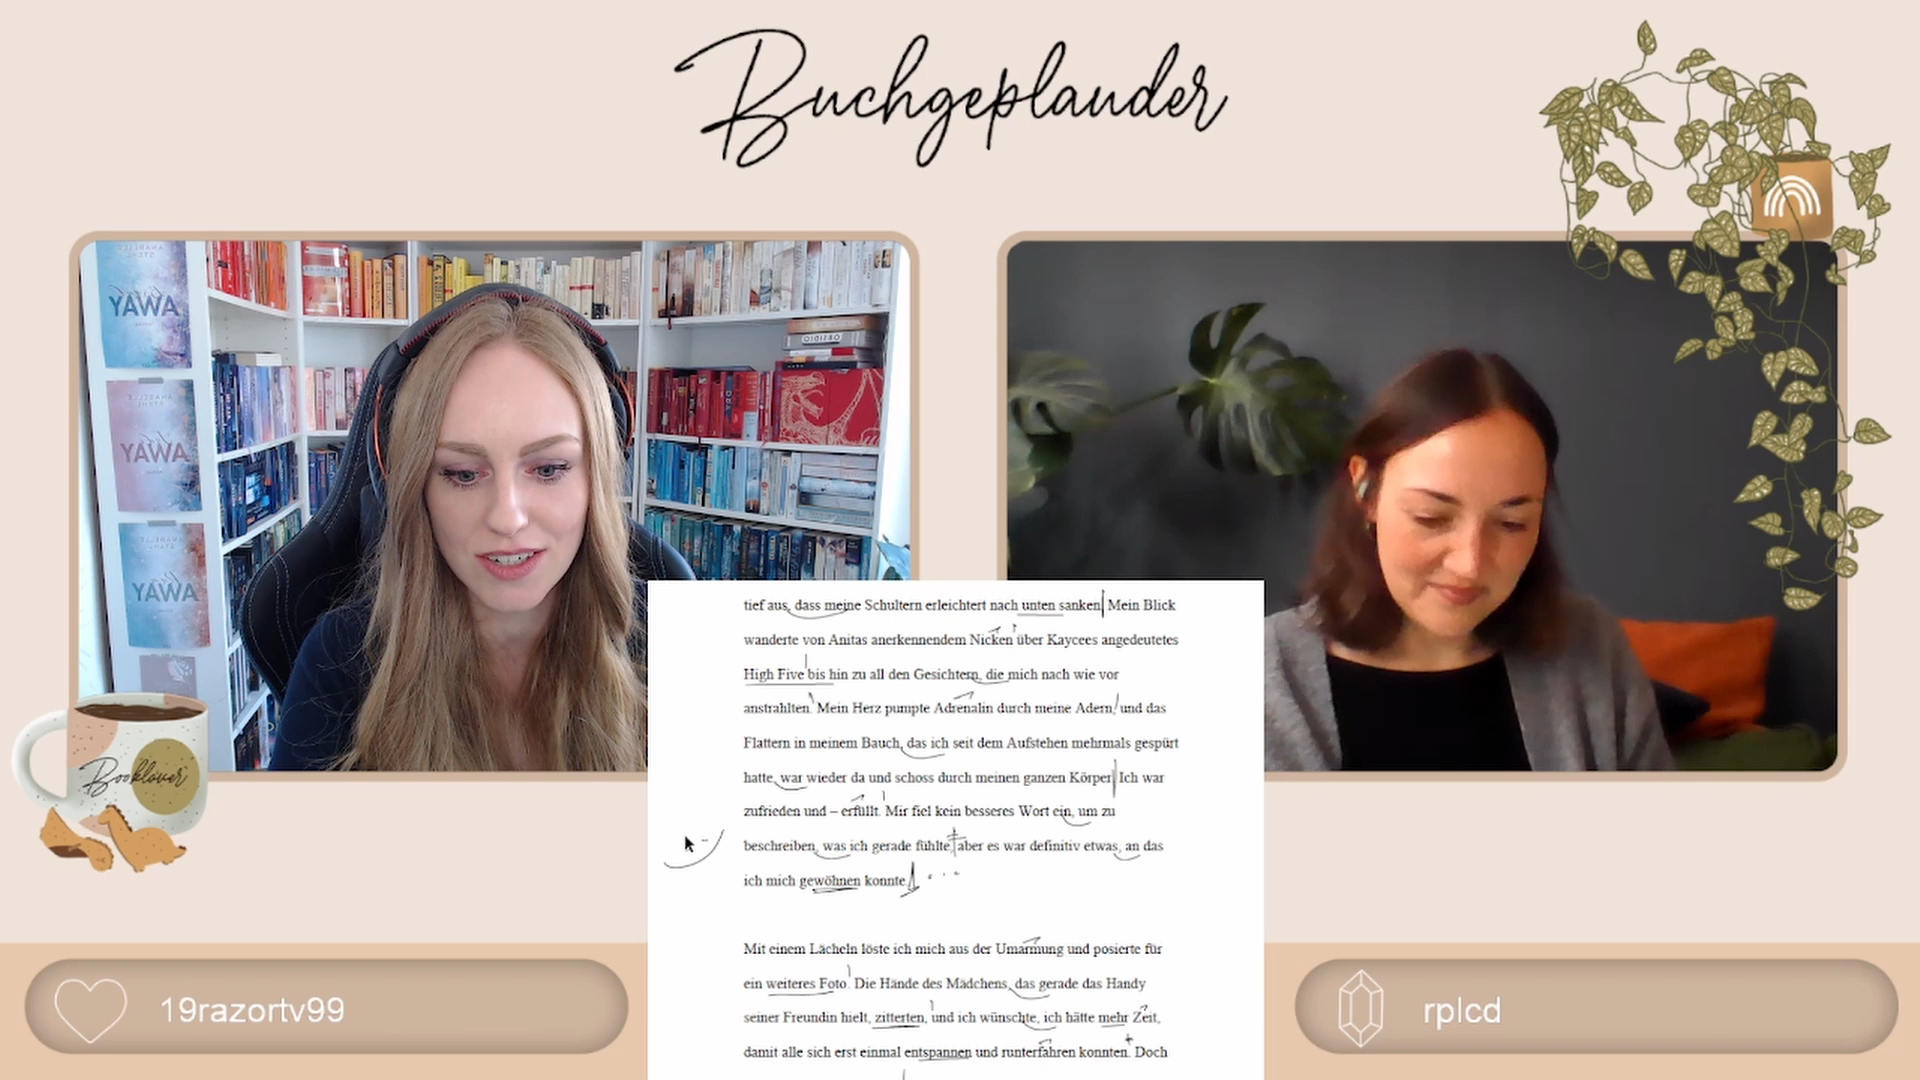 Buchgeplauder
YAWA
YAWA
YAWA
Booklover
tief aus, dass meine Schultern erleichtert nach unten sanken. Mein Blick
wanderte von Anitas anerkennendem Nicken über Kaycees angedeutetes
High Five bis hin zu all den Gesichtern, die mich nach wie vor
anstrahlten. Mein Herz pumpte Adrenalin durch meine Adern, und das
Flattern in meinem Bauch, das ich seit dem Aufstehen mehrmals gespürt
hatte, war wieder da und schoss durch meinen ganzen Körper. Ich war
zufrieden und – erfüllt. Mir fiel kein besseres Wort ein, um zu
beschreiben, was ich gerade fühlte, aber es war definitiv etwas, an das
ich mich gewöhnen konnte.
Mit einem Lächeln löste ich mich aus der Umarmung und posierte für
ein weiteres Foto. Die Hände des Mädchens, das gerade das Handy
seiner Freundin hielt, zitterten, und ich wünschte, ich hätte mehr Zeit,
damit alle sich erst einmal entspannen und runterfahren konnten. Doch
19razortv99
rplcd